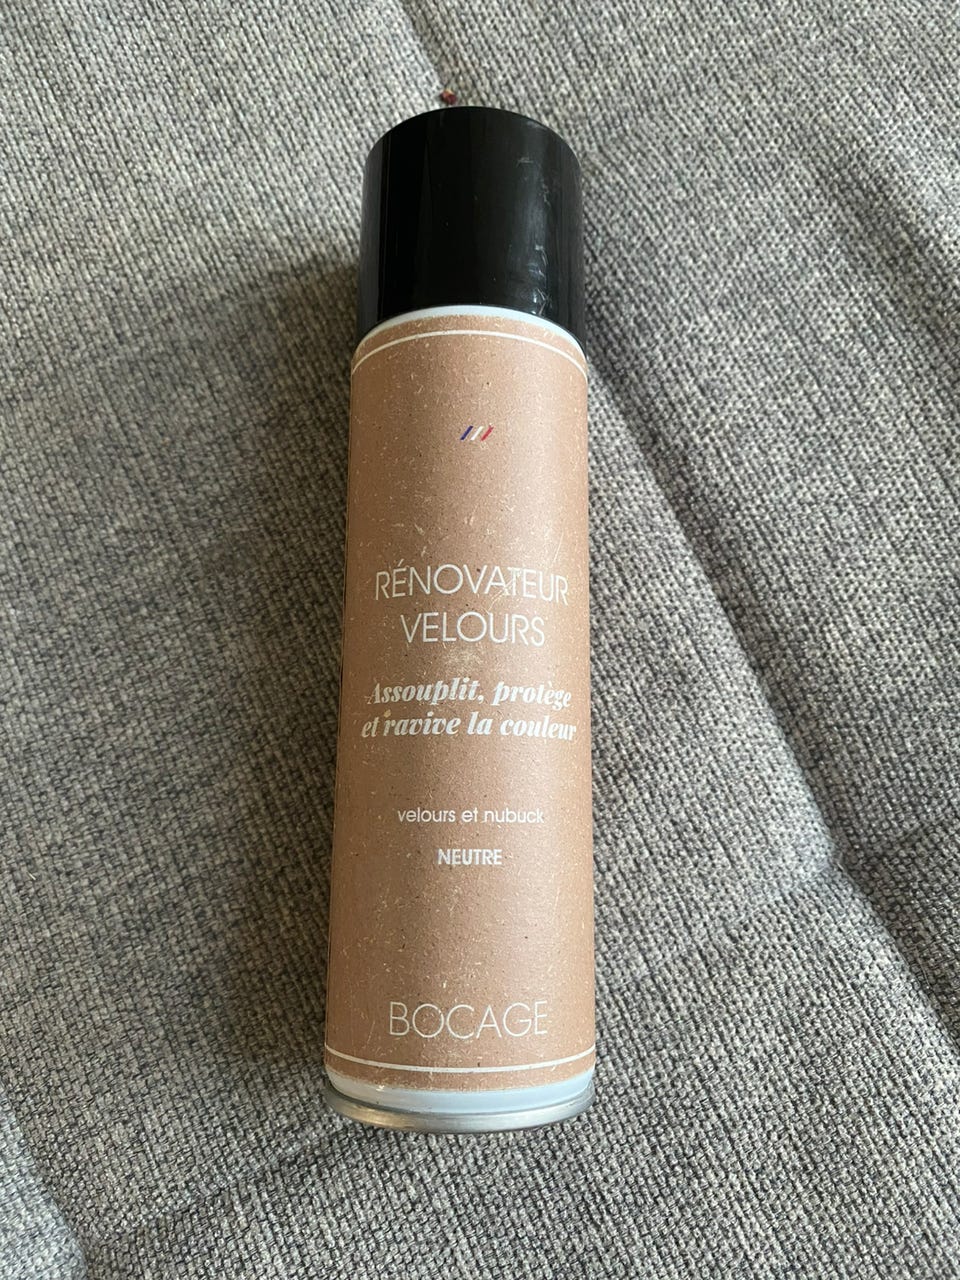 RÉNOVATEUR
VELOURS
Assouplit, protège
et ravive la couleur
velours et nubuck
NEUTRE
BOCAGE